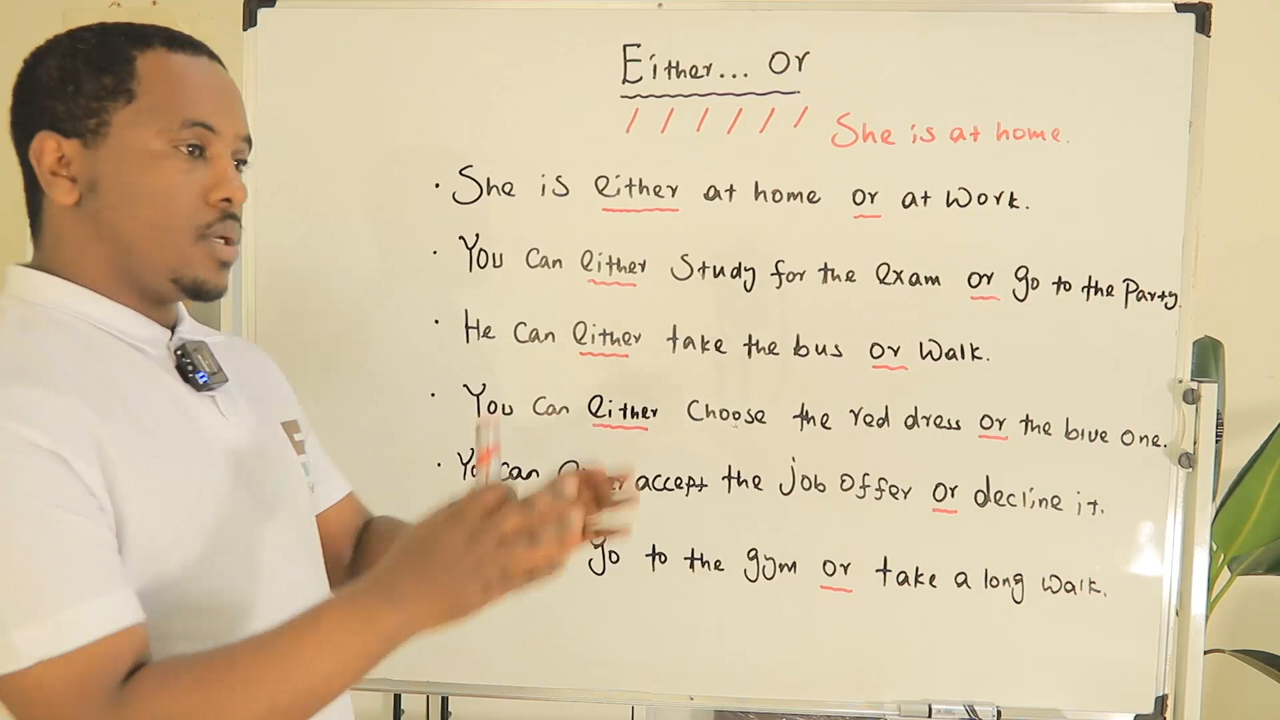 Either... Or
She is at home.
. She is either at home or at work.
. You can either study for the exam or go to the Party.
. He can either take the bus or walk.
. You can either choose the red dress or the blue one.
. can accept the job offer or decline it.
go to the gym or take a long walk.